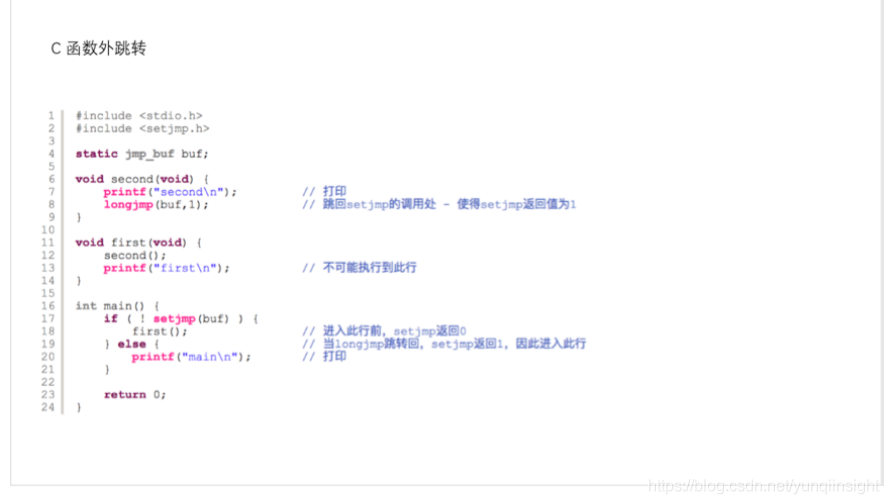 C 函数外跳转
1 #include <stdio.h>
2 #include <setjmp.h>
3
4 static jmp_buf buf;
5
6 void second(void) {
7 printf("second\n"); // 打印
8 longjmp(buf,1); // 跳回setjmp的调用处 - 使得setjmp返回值为1
9 }
10
11 void first(void) {
12 second();
13 printf("first\n"); // 不可能执行到此行
14 }
15
16 int main() {
17 if ( ! setjmp(buf) ) {
18 first(); // 进入此行前，setjmp返回0
19 } else { // 当longjmp跳转回，setjmp返回1，因此进入此行
20 printf("main\n"); // 打印
21 }
22
23 return 0;
24 }
https://blog.csdn.net/yunqiinsight